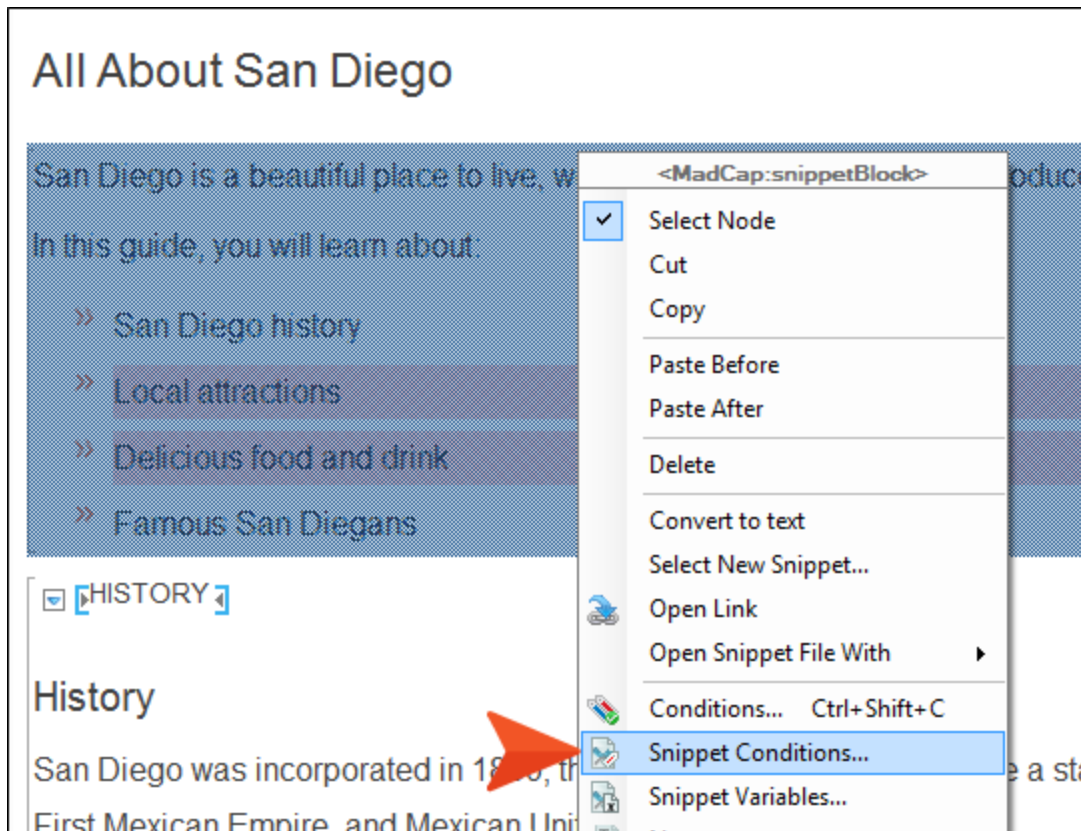 All About San Diego
San Diego is a beautiful place to live, w
<MadCap:snippetBlock>
In this guide, you will learn about:
» San Diego history
» Local attractions
» Delicious food and drink
» Famous San Diegans
Select Node
Cut
Copy
Paste Before
Paste After
Delete
Convert to text
Select New Snippet...
Open Link
Open Snippet File With
Conditions... Ctrl+Shift+C
Snippet Conditions...
Snippet Variables...
HISTORY
History
San Diego was incorporated in
First Mexican Empire, and Mexican